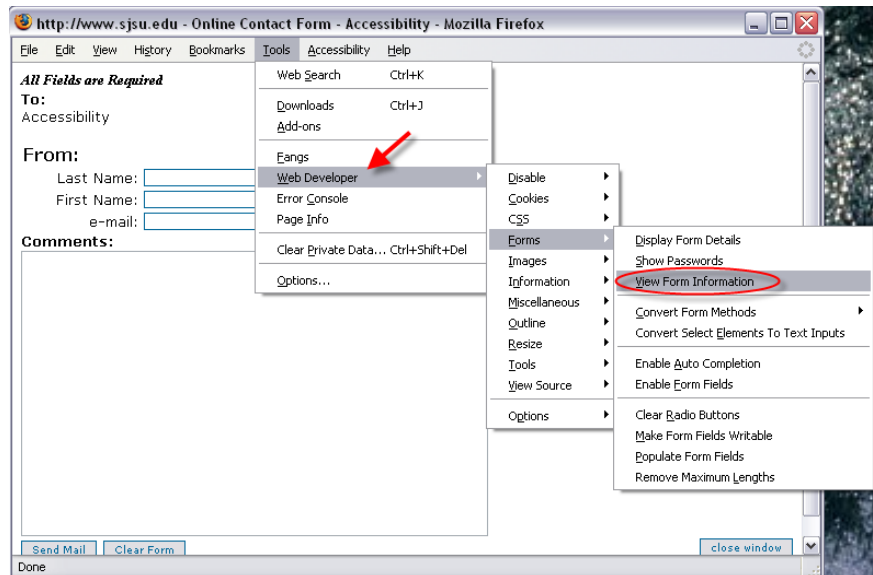 http://www.sjsu.edu - Online Contact Form - Accessibility - Mozilla Firefox
File Edit View History Bookmarks Tools Accessibility Help
All Fields are Required
To:
Accessibility
From:
Last Name:
First Name:
e-mail:
Comments:
Web Search Ctrl+K
Downloads Ctrl+J
Add-ons
Fangs
Web Developer
Error Console
Page Info
Clear Private Data... Ctrl+Shift+Del
Options...
Disable
Cookies
CSS
Forms
Images
Information
Miscellaneous
Outline
Resize
Tools
View Source
Options
Display Form Details
Show Passwords
View Form Information
Convert Form Methods
Convert Select Elements To Text Inputs
Enable Auto Completion
Enable Form Fields
Clear Radio Buttons
Make Form Fields Writable
Populate Form Fields
Remove Maximum Lengths
Send Mail Clear Form close window
Done